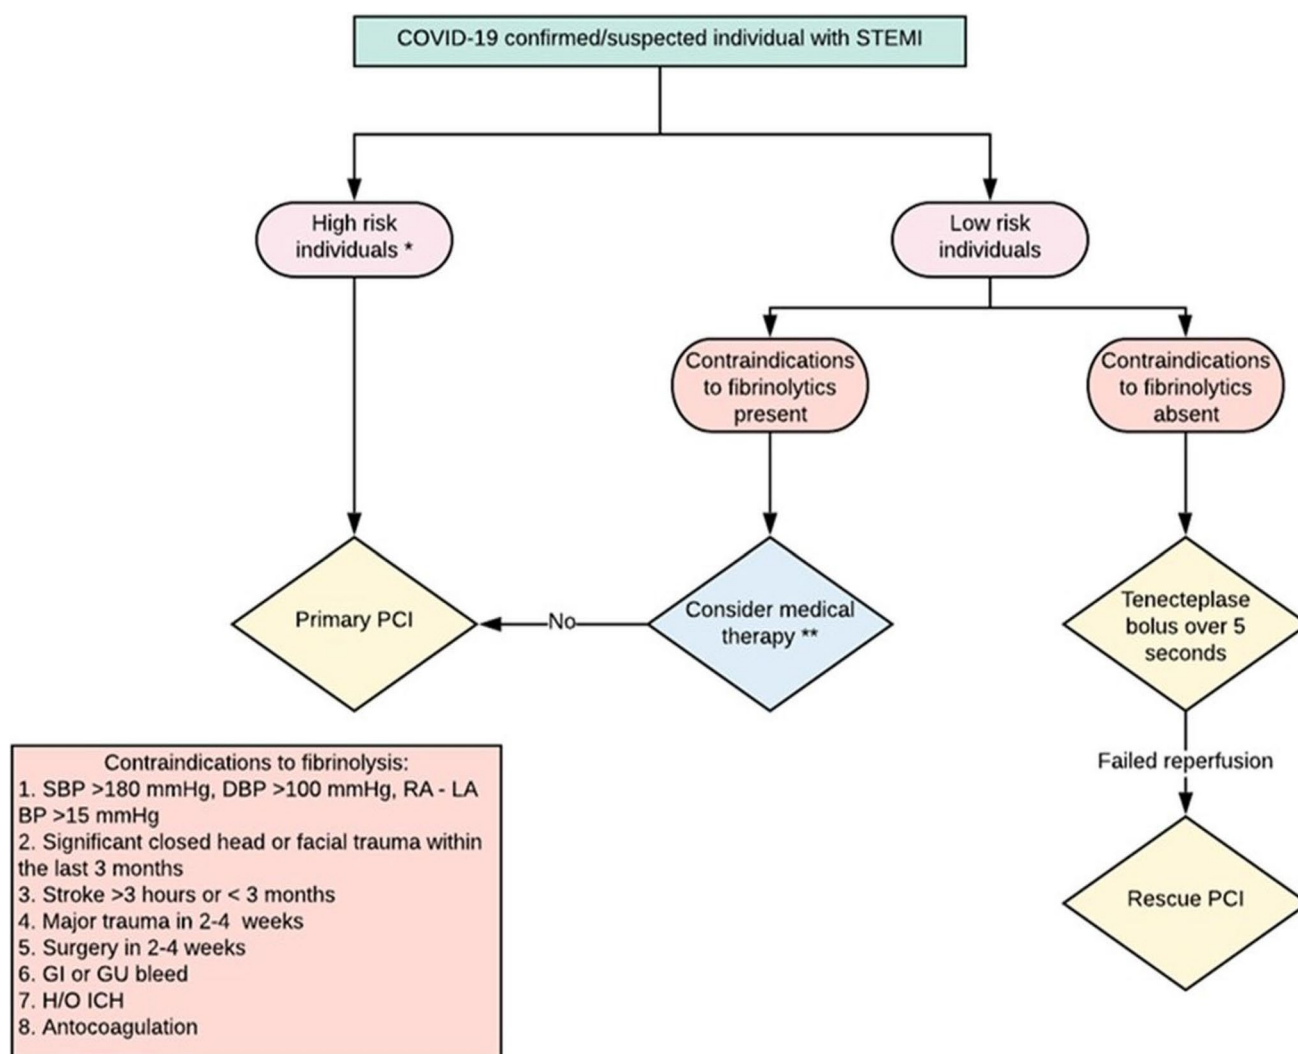 COVID-19 confirmed/suspected individual with STEMI
High risk
individuals *
Low risk
individuals
Contraindications
to fibrinolytics
present
Contraindications
to fibrinolytics
absent
Primary PCI
No
Consider medical
therapy **
Tenecteplase
bolus over 5
seconds
Failed reperfusion
Rescue PCI
Contraindications to fibrinolysis:
1. SBP >180 mmHg, DBP >100 mmHg, RA - LA
BP >15 mmHg
2. Significant closed head or facial trauma within
the last 3 months
3. Stroke >3 hours or < 3 months
4. Major trauma in 2-4 weeks
5. Surgery in 2-4 weeks
6. GI or GU bleed
7. H/O ICH
8. Antocoagulation